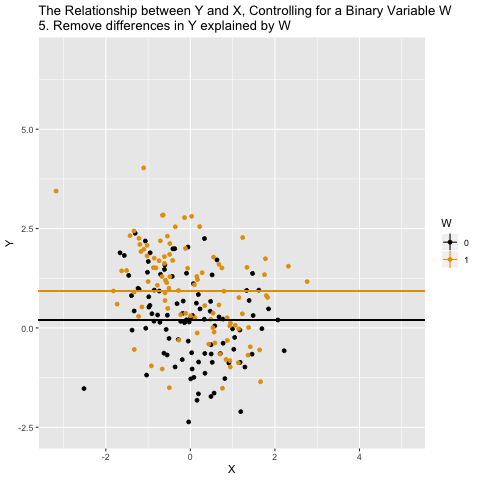 The Relationship between Y and X, Controlling for a Binary Variable W
5. Remove differences in Y explained by W
5.0
2.5
0.0
-2.5
Y
-2
0
2
4
X
W
0
1